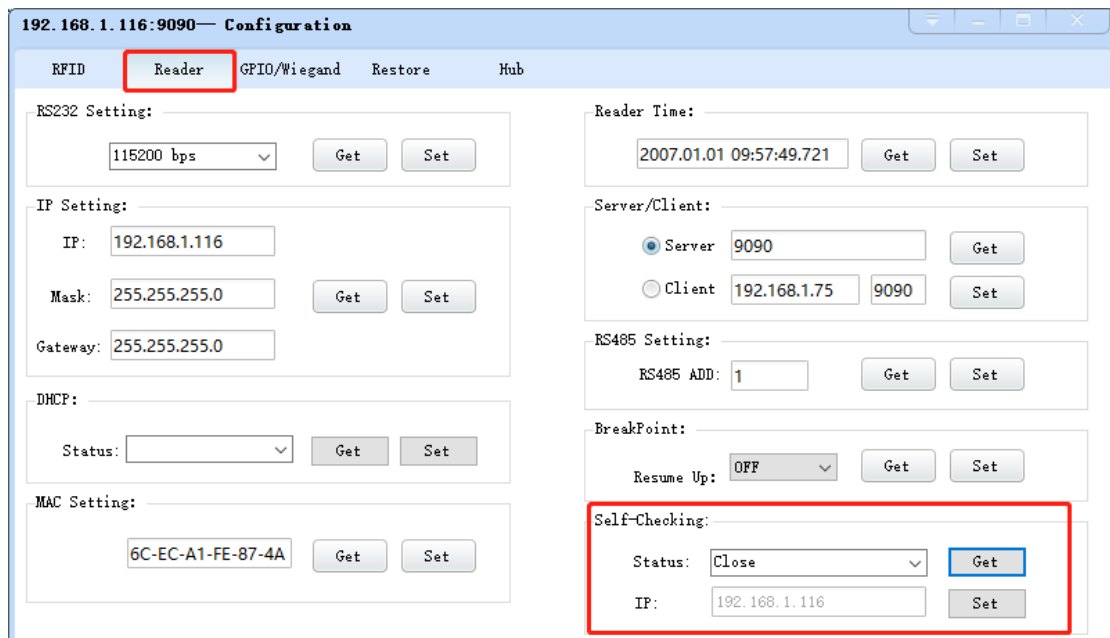 192.168.1.116:9090— Configuration
RFID Reader GPIO/Wiegand Restore Hub
RS232 Setting:
115200 bps Get Set
IP Setting:
IP: 192.168.1.116
Mask: 255.255.255.0 Get Set
Gateway: 255.255.255.0
DHCP:
Status: Get Set
MAC Setting:
6C-EC-A1-FE-87-4A Get Set
Reader Time:
2007.01.01 09:57:49.721 Get Set
Server/Client:
Server 9090 Get
Client 192.168.1.75 9090 Set
RS485 Setting:
RS485 ADD: 1 Get Set
BreakPoint:
Resume Up: OFF Get Set
Self-Checking:
Status: Close Get
IP: 192.168.1.116 Set